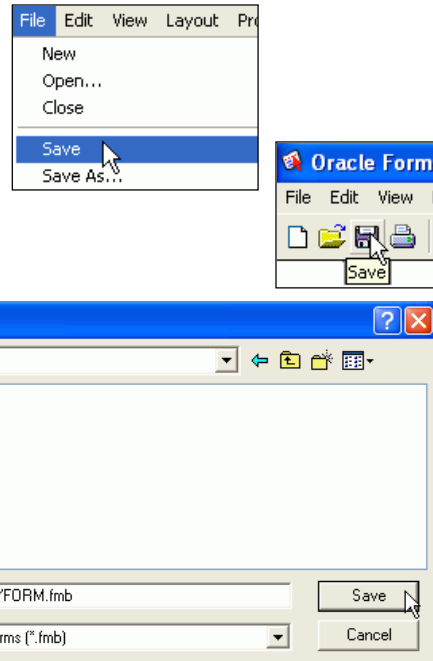 File Edit View Layout
New
Open...
Close
Save
Save As...
Oracle Form
File Edit View
Save
FORM.fmb
Save
rms (*.fmb)
Cancel